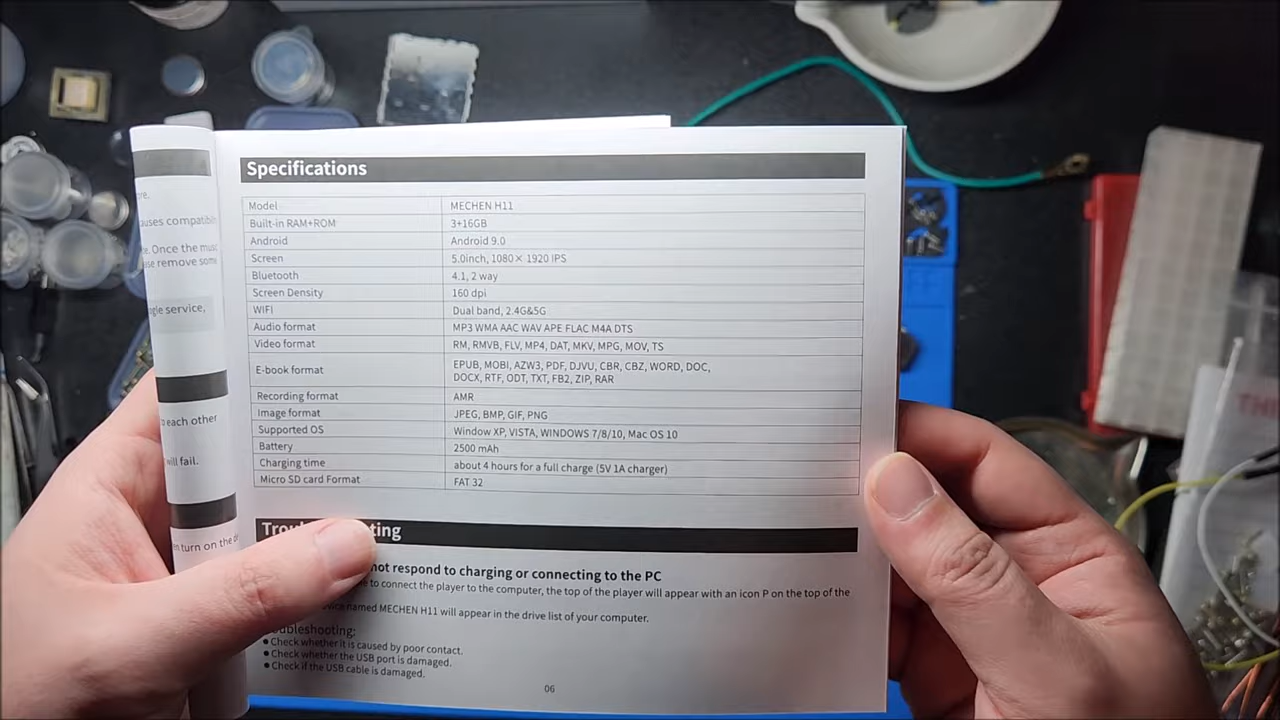 Specifications
Model MECHEN H11
Built-in RAM+ROM 3+16GB
Android Android 9.0
Screen 5.0inch, 1080×1920 IPS
Bluetooth 4.1, 2 way
Screen Density 160 dpi
WIFI Dual band, 2.4G&5G
Audio format MP3 WMA AAC WAV APE FLAC M4A DTS
Video format RM, RMVB, FLV, MP4, DAT, MKV, MPG, MOV, TS
E-book format EPUB, MOBI, AZW3, PDF, DJVU, CBR, CBZ, WORD, DOC,
DOCX, RTF, ODT, TXT, FB2, ZIP, RAR
Recording format AMR
Image format JPEG, BMP, GIF, PNG
Supported OS Window XP, VISTA, WINDOWS 7/8/10, Mac OS 10
Battery 2500 mAh
Charging time about 4 hours for a full charge (5V 1A charger)
Micro SD card Format FAT 32
not respond to charging or connecting to the PC
to connect the player to the computer, the top of the player will appear with an icon P on the top of the
named MECHEN H11 will appear in the drive list of your computer.
● Check whether it is caused by poor contact.
● Check whether the USB port is damaged.
● Check if the USB cable is damaged.
06
. Once the
remove some
service,
each other
will fail.
turn on the